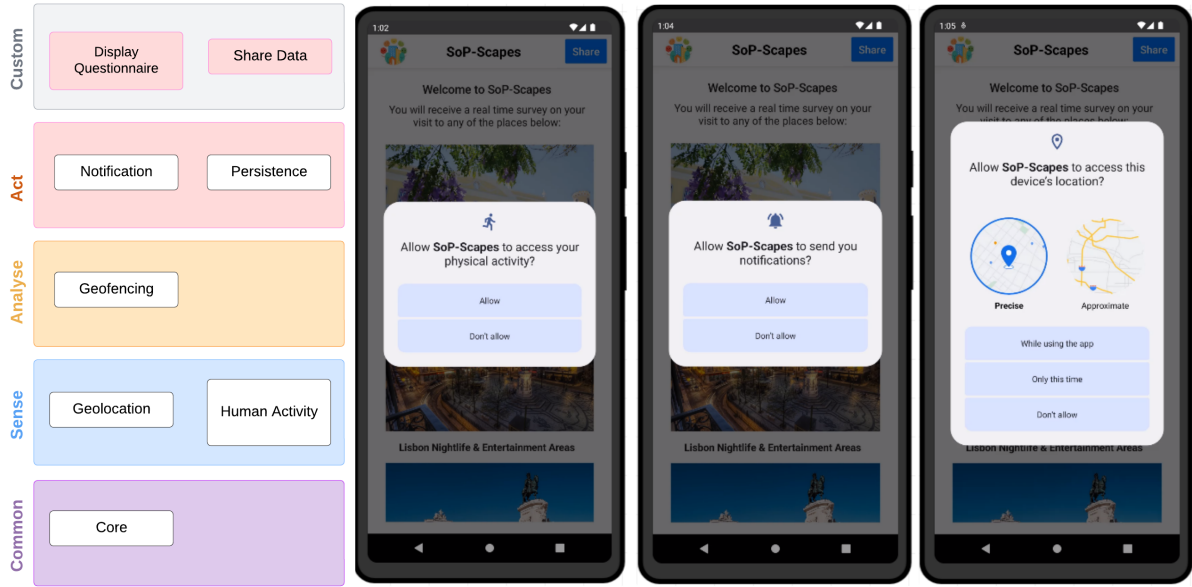 Custom
Display
Questionnaire
Share Data
Act
Notification
Persistence
Analyse
Geofencing
Sense
Geolocation
Human Activity
Common
Core
1:02
SoP-Scapes
Share
Welcome to SoP-Scapes
You will receive a real time survey on your
visit to any of the places below:
Allow SoP-Scapes to access your
physical activity?
Allow
Don't allow
Lisbon Nightlife & Entertainment Areas
1:04
SoP-Scapes
Share
Welcome to SoP-Scapes
You will receive a real time survey on your
visit to any of the places below:
Allow SoP-Scapes to send you
notifications?
Allow
Don't allow
Lisbon Nightlife & Entertainment Areas
1:05
SoP-Scapes
Share
Welcome to SoP-Scapes
You will receive a real time survey on your
visit to any of the places below:
Allow SoP-Scapes to access this
device's location?
Precise
Approximate
While using the app
Only this time
Don't allow
Lisbon Nightlife & Entertainment Areas